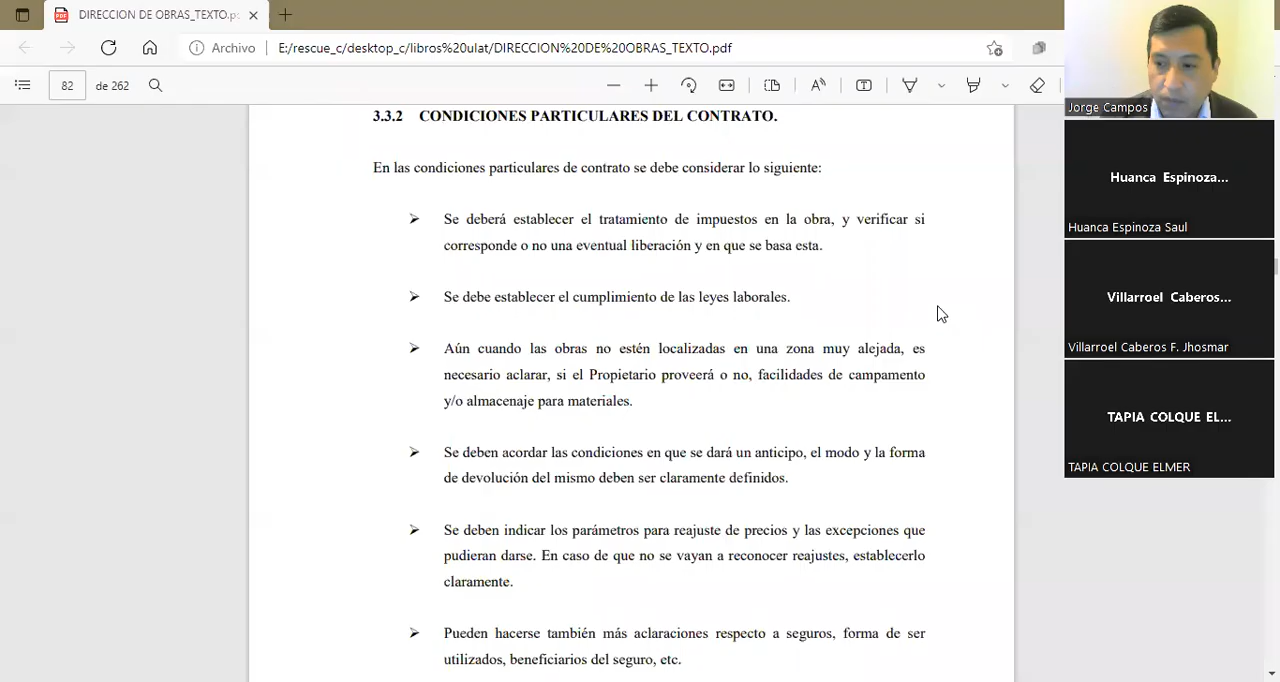 DIRECCION DE OBRAS_TEXTO.p
Archivo
E:/rescue_c/desktop_c/libros%20ulat/DIRECCION%20DE%20OBRAS_TEXTO.pdf
82 de 262
3.3.2 CONDICIONES PARTICULARES DEL CONTRATO.
En las condiciones particulares de contrato se debe considerar lo siguiente:
➢ Se deberá establecer el tratamiento de impuestos en la obra, y verificar si
corresponde o no una eventual liberación y en que se basa esta.
➢ Se debe establecer el cumplimiento de las leyes laborales.
➢ Aún cuando las obras no estén localizadas en una zona muy alejada, es
necesario aclarar, si el Propietario proveerá o no, facilidades de campamento
y/o almacenaje para materiales.
➢ Se deben acordar las condiciones en que se dará un anticipo, el modo y la forma
de devolución del mismo deben ser claramente definidos.
➢ Se deben indicar los parámetros para reajuste de precios y las excepciones que
pudieran darse. En caso de que no se vayan a reconocer reajustes, establecerlo
claramente.
➢ Pueden hacerse también más aclaraciones respecto a seguros, forma de ser
utilizados, beneficiarios del seguro, etc.
Jorge Campos
Huanca Espinoza...
Huanca Espinoza Saul
Villarroel Caberos...
Villarroel Caberos F. Jhosmar
TAPIA COLQUE EL...
TAPIA COLQUE ELMER